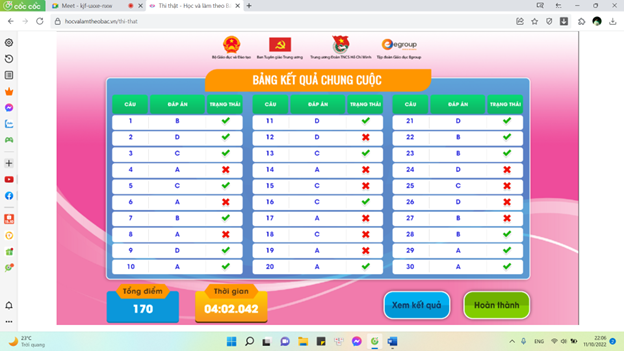 cốc cốc
Meet - kjf-uxxr-nsw
Thi thật - Học và làm theo B
hocvalamtheobac.vn/thi-that
Bộ Giáo dục và Đào tạo
Ban Tuyên giáo Trung ương
Trung ương Đoàn TNCS Hồ Chí Minh
egroup
Tập đoàn Giáo dục Egroup
BẢNG KẾT QUẢ CHUNG CUỘC
CÂU ĐÁP ÁN TRẠNG THÁI CÂU ĐÁP ÁN TRẠNG THÁI CÂU ĐÁP ÁN TRẠNG THÁI
1 B 11 D 21 D
2 D 12 D 22 B
3 C 13 C 23 B
4 A 14 A 24 D
5 C 15 C 25 C
6 A 16 C 26 D
7 B 17 A 27 B
8 A 18 C 28 B
9 D 19 A 29 A
10 A 20 A 30 A
Tổng điểm
170
Thời gian
04:02.042
Xem kết quả
Hoàn thành
23°C
Trời quang
ENG
22:06
11/10/2022